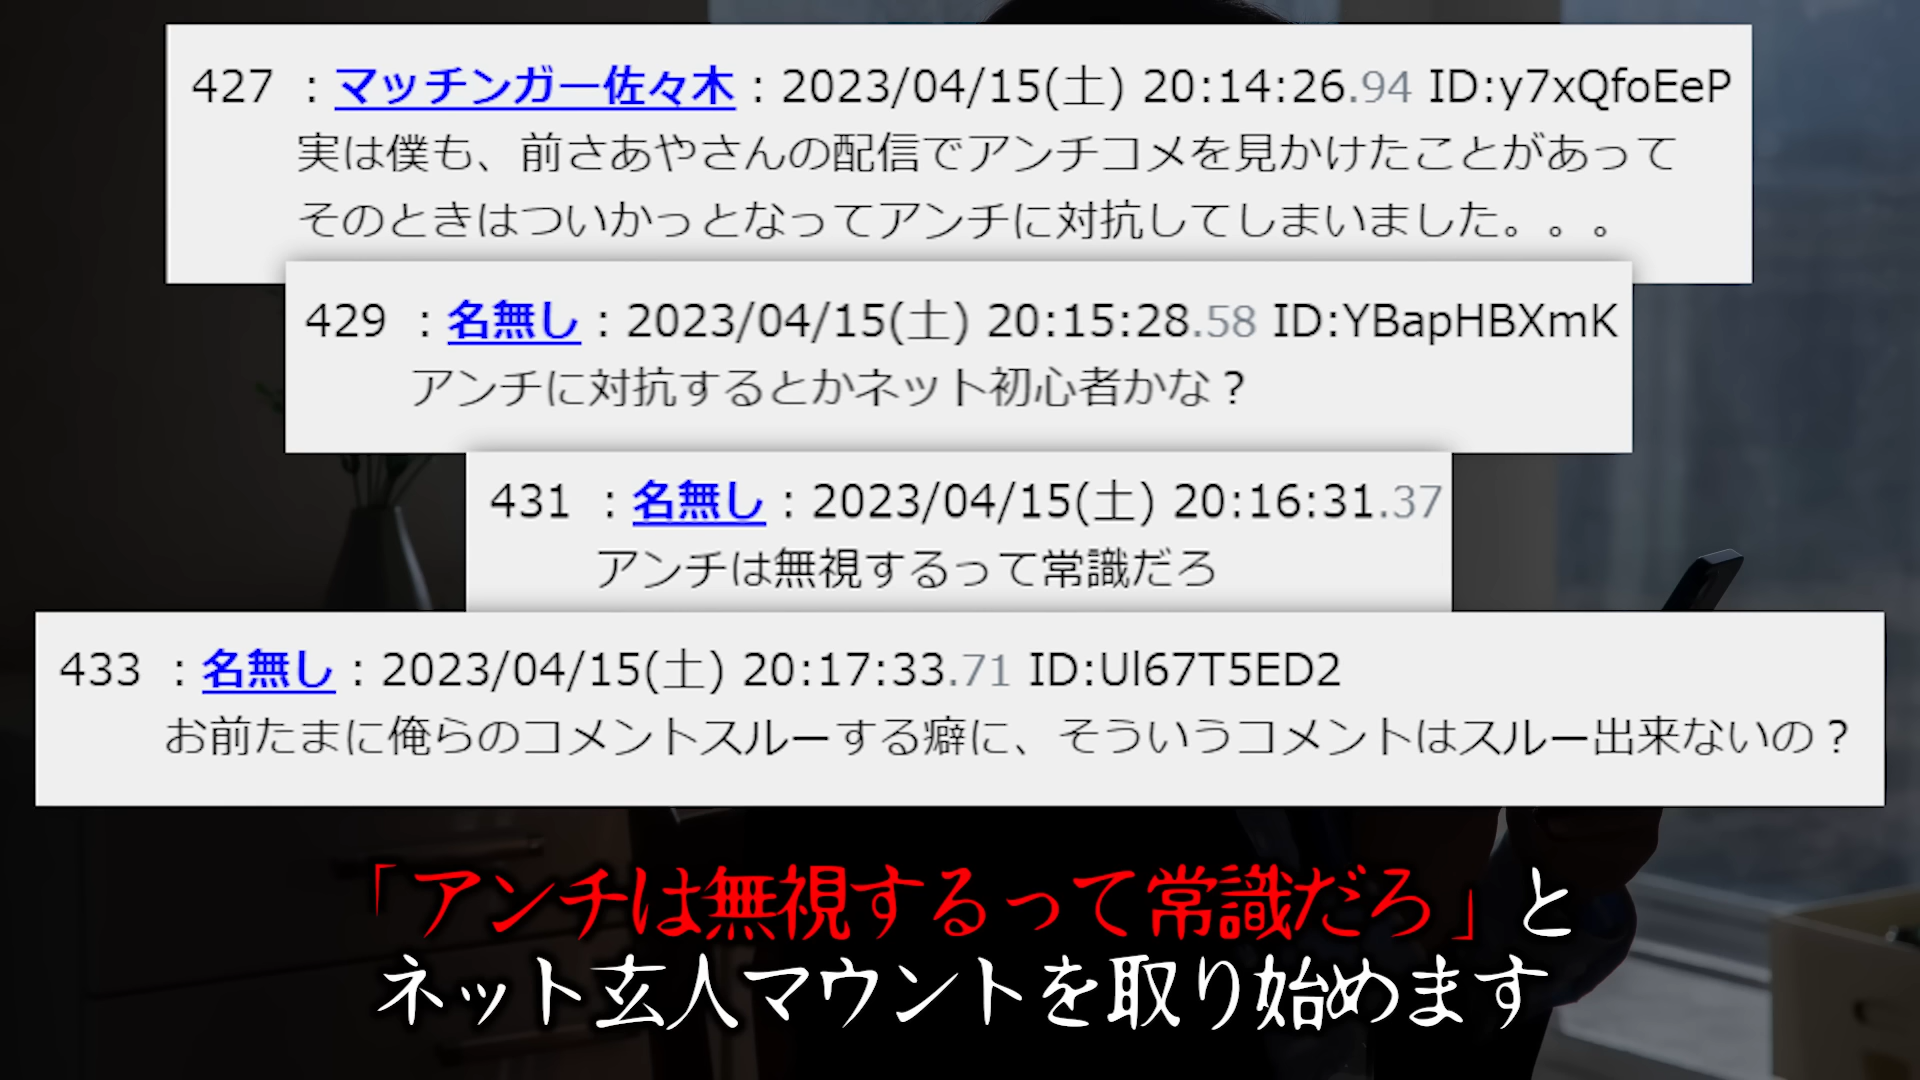 427 ：マッチンガー佐々木：2023/04/15(土) 20:14:26.94 ID:y7xQfoEeP
実は僕も、前さあやさんの配信でアンチコメを見かけたことがあって
そのときはついかっとなってアンチに対抗してしまいました。。。
429 ：名無し：2023/04/15(土) 20:15:28.58 ID:YBapHBXmK
アンチに対抗するとかネット初心者かな？
431 ：名無し：2023/04/15(土) 20:16:31.37
アンチは無視するって常識だろ
433 ：名無し：2023/04/15(土) 20:17:33.71 ID:Ul67T5ED2
お前たまに俺らのコメントスルーする癖に、そういうコメントはスルー出来ないの？
「アンチは無視するって常識だろ」と
ネット玄人マウントを取り始めます